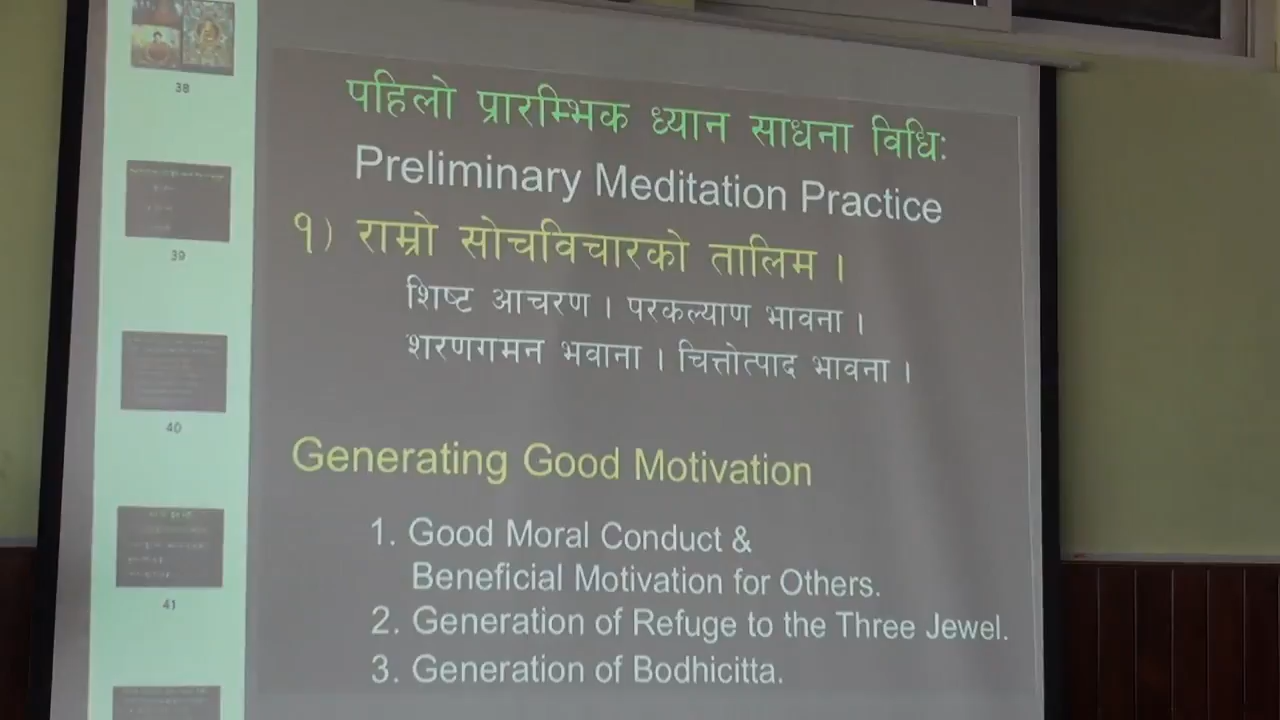 38
39
40
41
पहिलो प्रारम्भिक ध्यान साधना विधिः
Preliminary Meditation Practice
१) राम्रो सोचविचारको तालिम ।
शिष्ट आचरण । परकल्याण भावना ।
शरणगमन भवाना । चित्तोत्पाद भावना ।
Generating Good Motivation
1. Good Moral Conduct &
Beneficial Motivation for Others.
2. Generation of Refuge to the Three Jewel.
3. Generation of Bodhicitta.